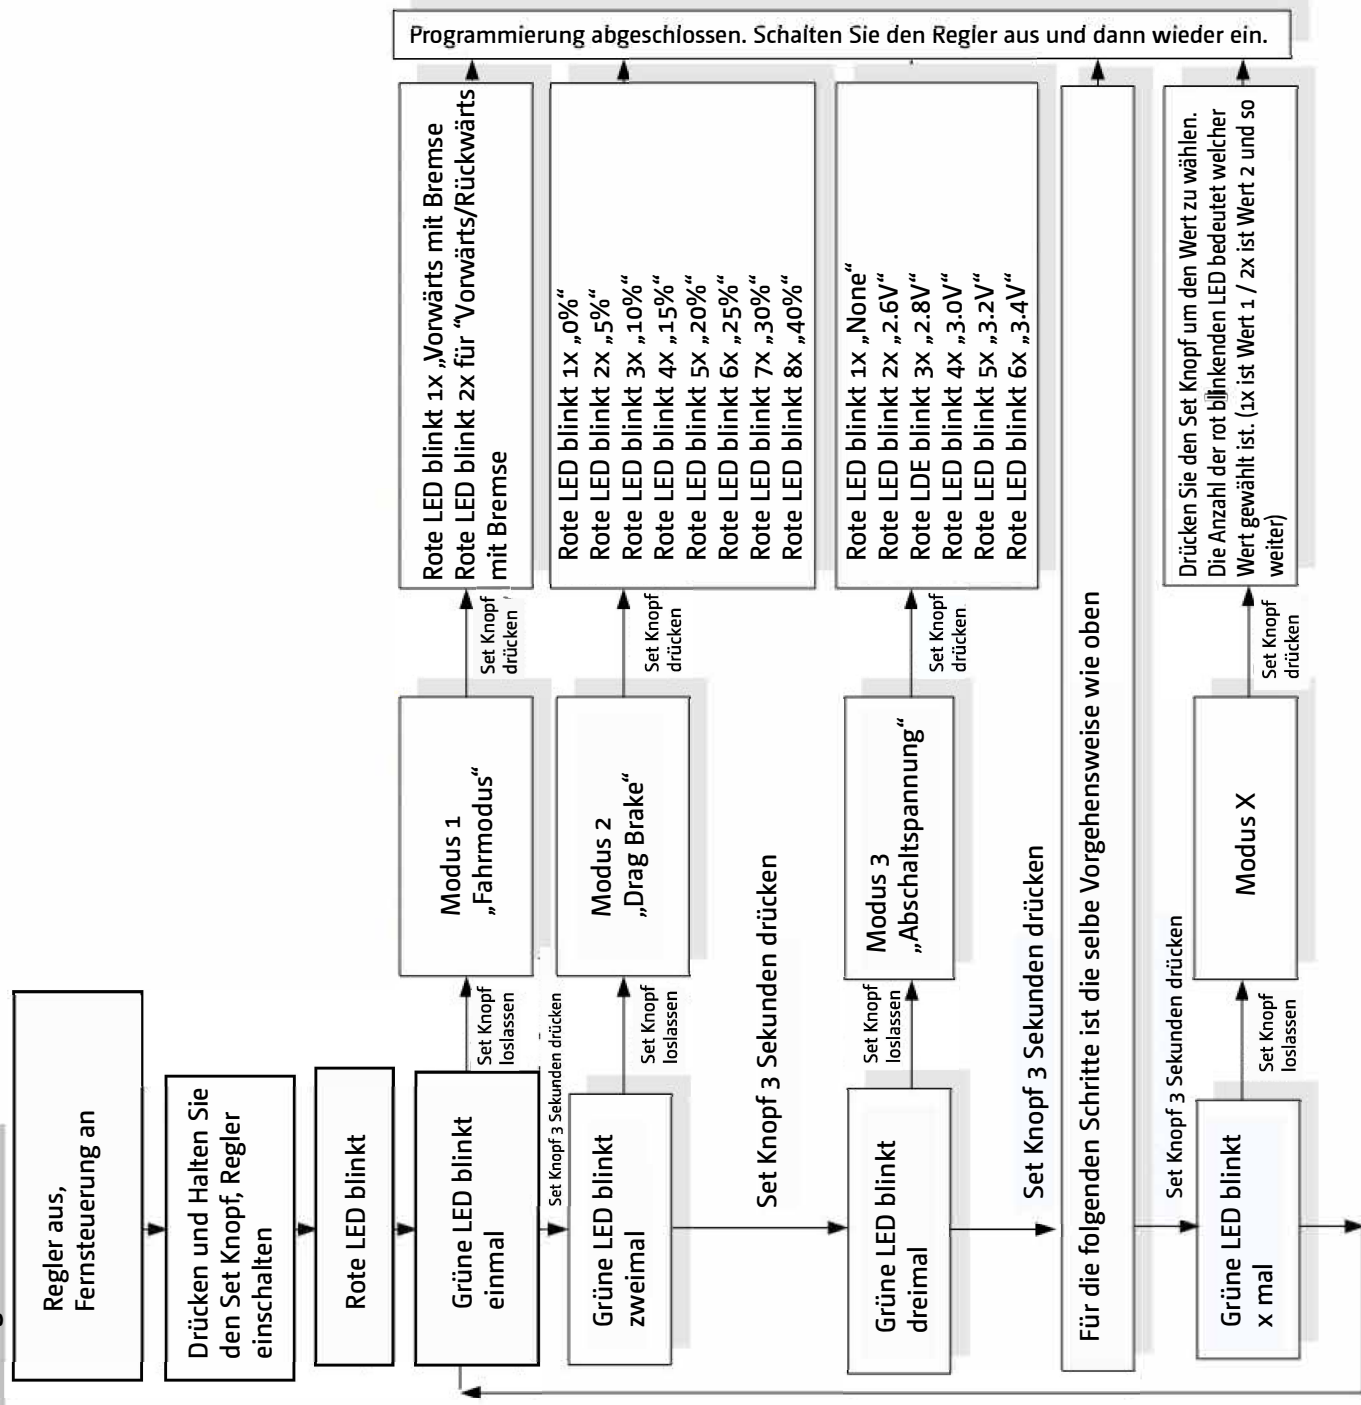 Regler aus,
Fernsteuerung an
Drücken und Halten Sie
den Set Knopf, Regler
einschalten
Rote LED blinkt
Grüne LED blinkt
einmal
Set Knopf
loslassen
Modus 1
„Fahrmodus“
Set Knopf
drücken
Rote LED blinkt 1x „Vorwärts mit Bremse
Rote LED blinkt 2x für “Vorwärts/Rückwärts
mit Bremse
Set Knopf 3 Sekunden drücken
Grüne LED blinkt
zweimal
Set Knopf
loslassen
Modus 2
„Drag Brake“
Set Knopf
drücken
Rote LED blinkt 1x „0%“
Rote LED blinkt 2x „5%“
Rote LED blinkt 3x „10%“
Rote LED blinkt 4x „15%“
Rote LED blinkt 5x „20%“
Rote LED blinkt 6x „25%“
Rote LED blinkt 7x „30%“
Rote LED blinkt 8x „40%“
Set Knopf 3 Sekunden drücken
Grüne LED blinkt
dreimal
Set Knopf
loslassen
Modus 3
„Abschaltspannung“
Set Knopf
drücken
Rote LED blinkt 1x „None“
Rote LED blinkt 2x „2.6V“
Rote LDE blinkt 3x „2.8V“
Rote LED blinkt 4x „3.0V“
Rote LED blinkt 5x „3.2V“
Rote LED blinkt 6x „3.4V“
Set Knopf 3 Sekunden drücken
Für die folgenden Schritte ist die selbe Vorgehensweise wie oben
Set Knopf 3 Sekunden drücken
Grüne LED blinkt
x mal
Set Knopf
loslassen
Modus X
Set Knopf
drücken
Drücken Sie den Set Knopf um den Wert zu wählen.
Die Anzahl der rot blinkenden LED bedeutet welcher
Wert gewählt ist. (1x ist Wert 1 / 2x ist Wert 2 und so
weiter)
Programmierung abgeschlossen. Schalten Sie den Regler aus und dann wieder ein.